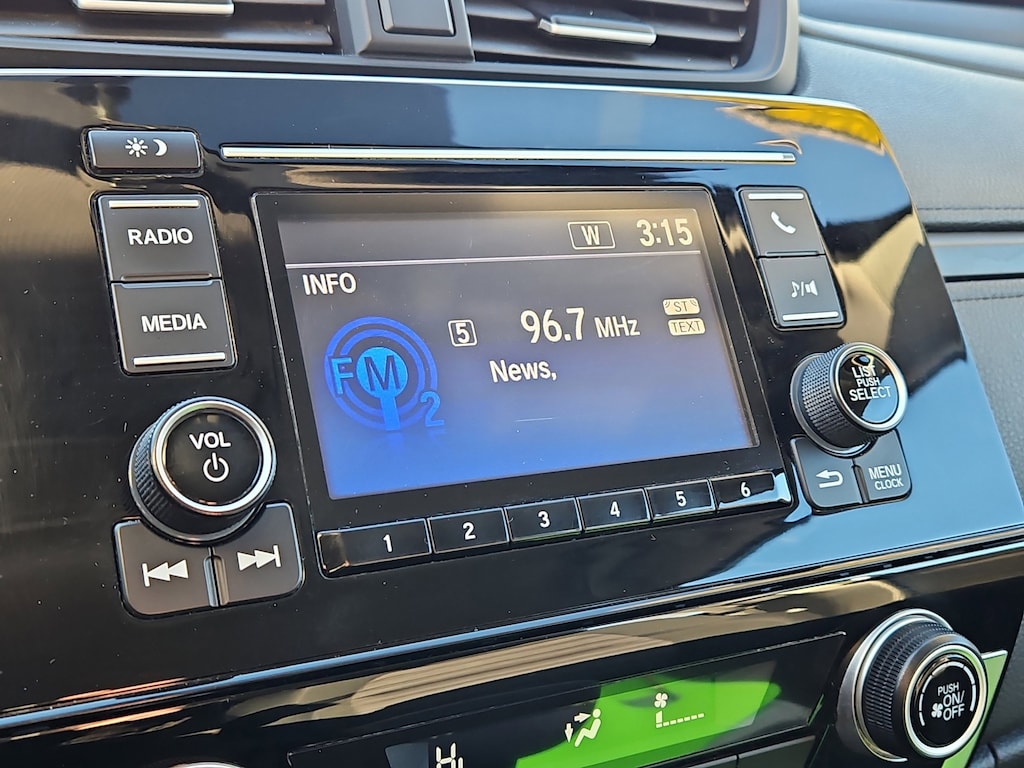 RADIO
MEDIA
VOL
W 3:15
INFO
FM2
5 96.7 MHz
ST
TEXT
News,
1 2 3 4 5 6
LIST
PUSH
SELECT
MENU
CLOCK
PUSH
ON/
OFF
Hi